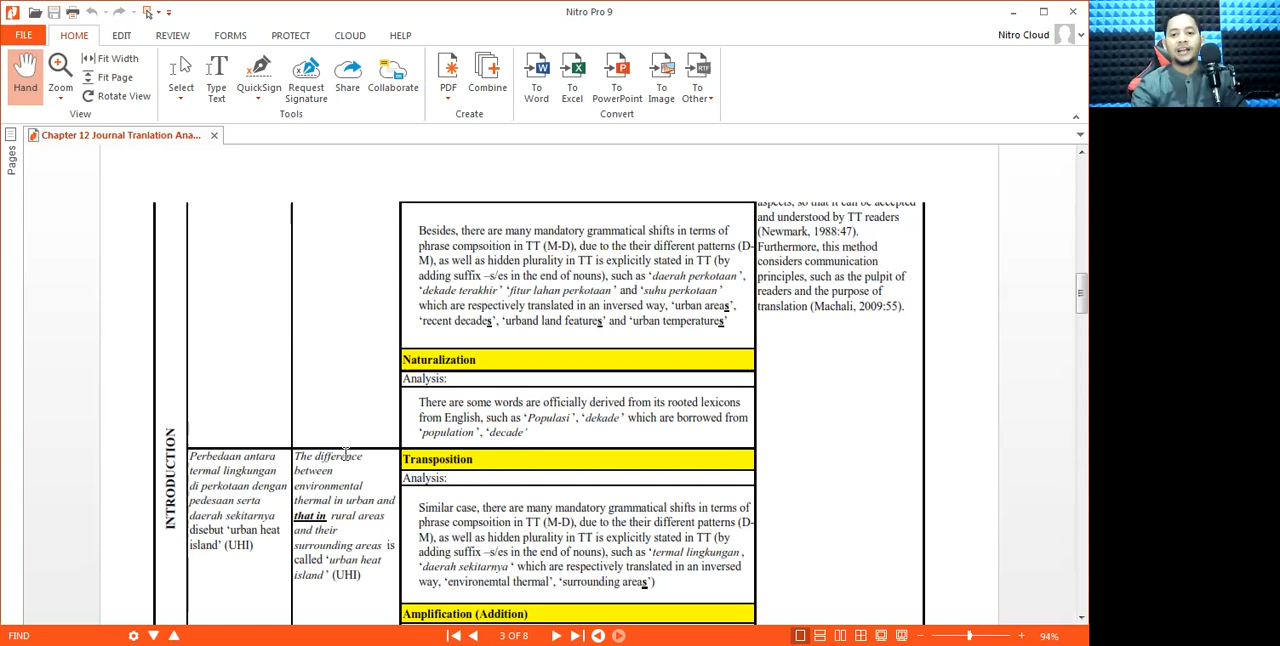 Nitro Pro 9
FILE
HOME
EDIT
REVIEW
FORMS
PROTECT
CLOUD
HELP
Nitro Cloud
Hand
Zoom
Fit Width
Fit Page
Rotate View
View
Select
Type Text
QuickSign
Request Signature
Share
Collaborate
Tools
PDF
Combine
Create
To Word
To Excel
To PowerPoint
To Image
To Other
Convert
Chapter 12 Journal Tranlation Ana...
Pages
INTRODUCTION
Perbedaan antara
termal lingkungan
di perkotaan dengan
pedesaan serta
daerah sekitarnya
disebut ‘urban heat
island’ (UHI)
The difference
between
environmental
thermal in urban and
that in rural areas
and their
surrounding areas is
called ‘urban heat
island’ (UHI)
Besides, there are many mandatory grammatical shifts in terms of
phrase compsoition in TT (M-D), due to the their different patterns (D-
M), as well as hidden plurality in TT is explicitly stated in TT (by
adding suffix –s/es in the end of nouns), such as ‘daerah perkotaan’,
‘dekade terakhir’ ‘fitur lahan perkotaan’ and ‘suhu perkotaan’
which are respectively translated in an inversed way, ‘urban areas’,
‘recent decades’, ‘urband land features’ and ‘urban temperatures’
Naturalization
Analysis:
There are some words are officially derived from its rooted lexicons
from English, such as ‘Populasi’, ‘dekade’ which are borrowed from
‘population’, ‘decade’
Transposition
Analysis:
Similar case, there are many mandatory grammatical shifts in terms of
phrase compsoition in TT (M-D), due to the their different patterns (D-
M), as well as hidden plurality in TT is explicitly stated in TT (by
adding suffix –s/es in the end of nouns), such as ‘termal lingkungan,
‘daerah sekitarnya‘ which are respectively translated in an inversed
way, ‘environemtal thermal’, ‘surrounding areas’)
Amplification (Addition)
aspects, so that it can be accepted
and understood by TT readers
(Newmark, 1988:47).
Furthermore, this method
considers communication
principles, such as the pulpit of
readers and the purpose of
translation (Machali, 2009:55).
FIND
3 OF 8
94%